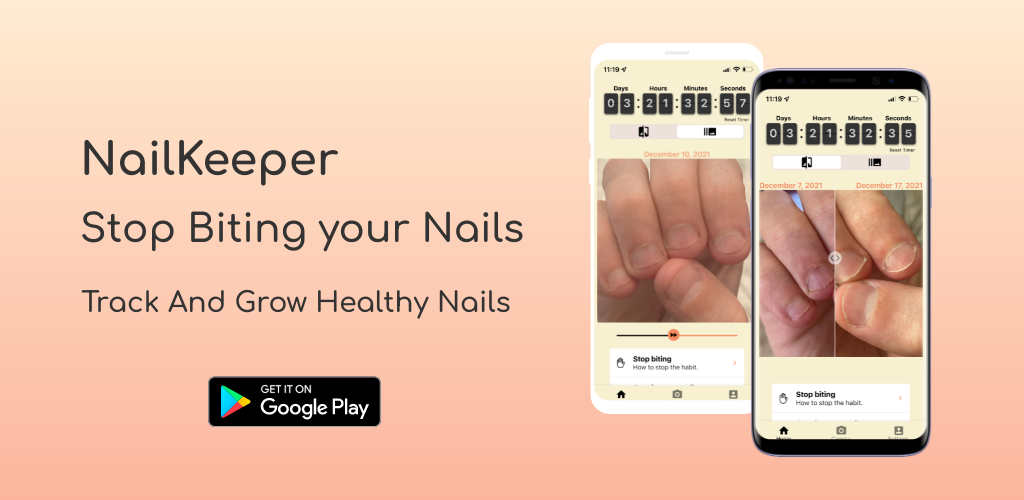 NailKeeper
Stop Biting your Nails
Track And Grow Healthy Nails
GET IT ON
Google Play
11:19
Days Hours Minutes Seconds
03:21:32:57
Reset Timer
December 10, 2021
Stop biting
How to stop the habit.
11:19
Days Hours Minutes Seconds
03:21:32:35
Reset Timer
December 7, 2021 December 17, 2021
Stop biting
How to stop the habit.
Home